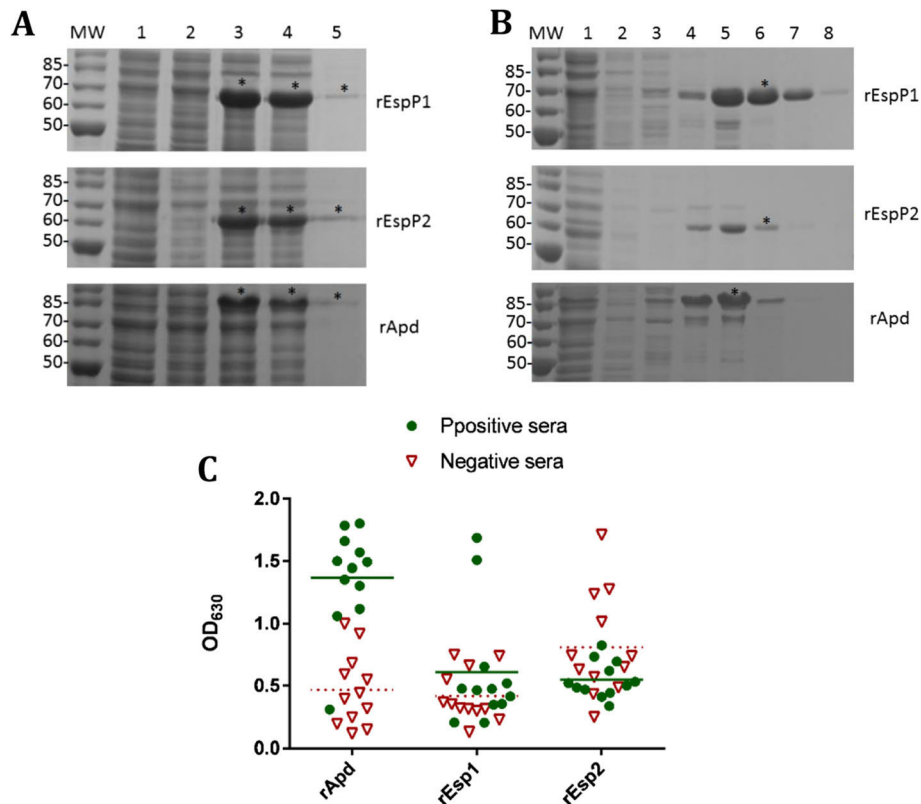 A
MW 1 2 3 4 5
85-
70-
60-
50-
* * *
rEspP1
85-
70-
60-
50-
* * *
rEspP2
85-
70-
60-
50-
* * *
rApd
B
MW 1 2 3 4 5 6 7 8
85-
70-
60-
50-
*
rEspP1
85-
70-
60-
50-
*
rEspP2
85-
70-
60-
50-
*
rApd
Ppositive sera
Negative sera
C
OD630
2.0
1.5
1.0
0.5
0.0
rApd
rEsp1
rEsp2